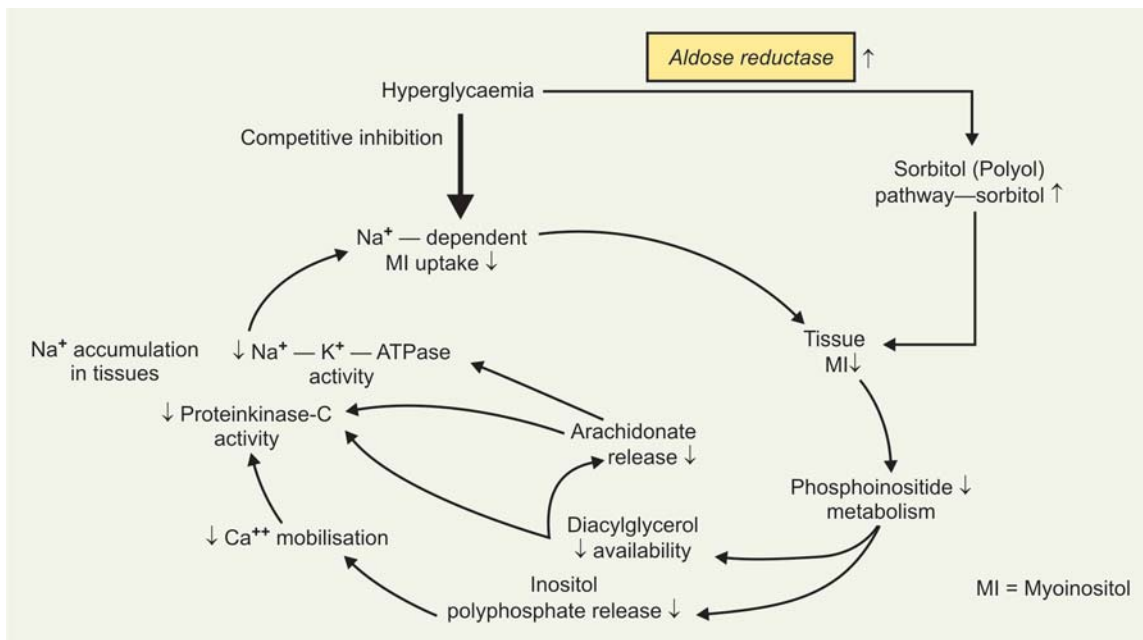 Aldose reductase ↑
Hyperglycaemia
Competitive inhibition
Sorbitol (Polyol)
pathway—sorbitol ↑
Na+ — dependent
MI uptake ↓
Tissue
MI↓
Na+ accumulation
in tissues
↓ Na+ — K+ — ATPase
activity
↓ Proteinkinase-C
activity
Arachidonate
release ↓
Phosphoinositide ↓
metabolism
↓ Ca++ mobilisation
Diacylglycerol
↓ availability
Inositol
polyphosphate release ↓
MI = Myoinositol